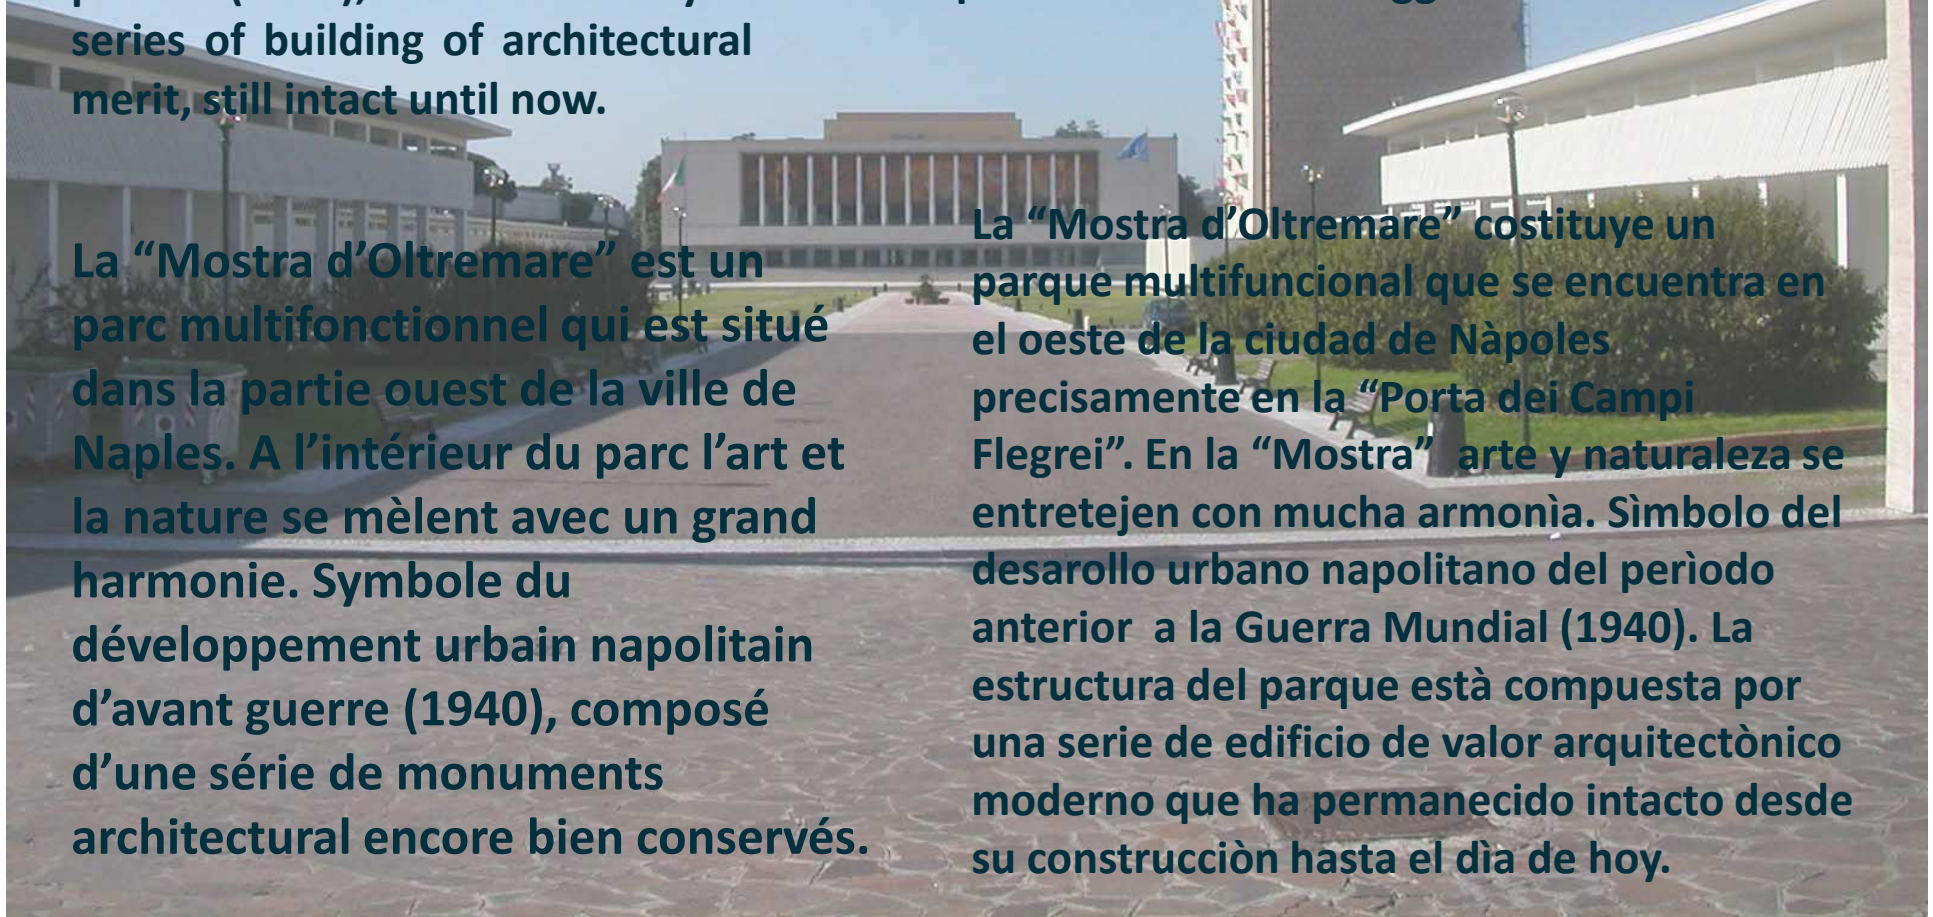 series of building of architectural
merit, still intact until now.
La “Mostra d’Oltremare” est un
parc multifonctionnel qui est situé
dans la partie ouest de la ville de
Naples. A l’intérieur du parc l’art et
la nature se mèlent avec un grand
harmonie. Symbole du
développement urbain napolitain
d’avant guerre (1940), composé
d’une série de monuments
architectural encore bien conservés.
La “Mostra d’Oltremare” costituye un
parque multifuncional que se encuentra en
el oeste de la ciudad de Nàpoles
precisamente en la “Porta dei Campi
Flegrei”. En la “Mostra” arte y naturaleza se
entretejen con mucha armonìa. Sìmbolo del
desarollo urbano napolitano del perìodo
anterior a la Guerra Mundial (1940). La
estructura del parque està compuesta por
una serie de edificio de valor arquitectònico
moderno que ha permanecido intacto desde
su construcciòn hasta el dìa de hoy.